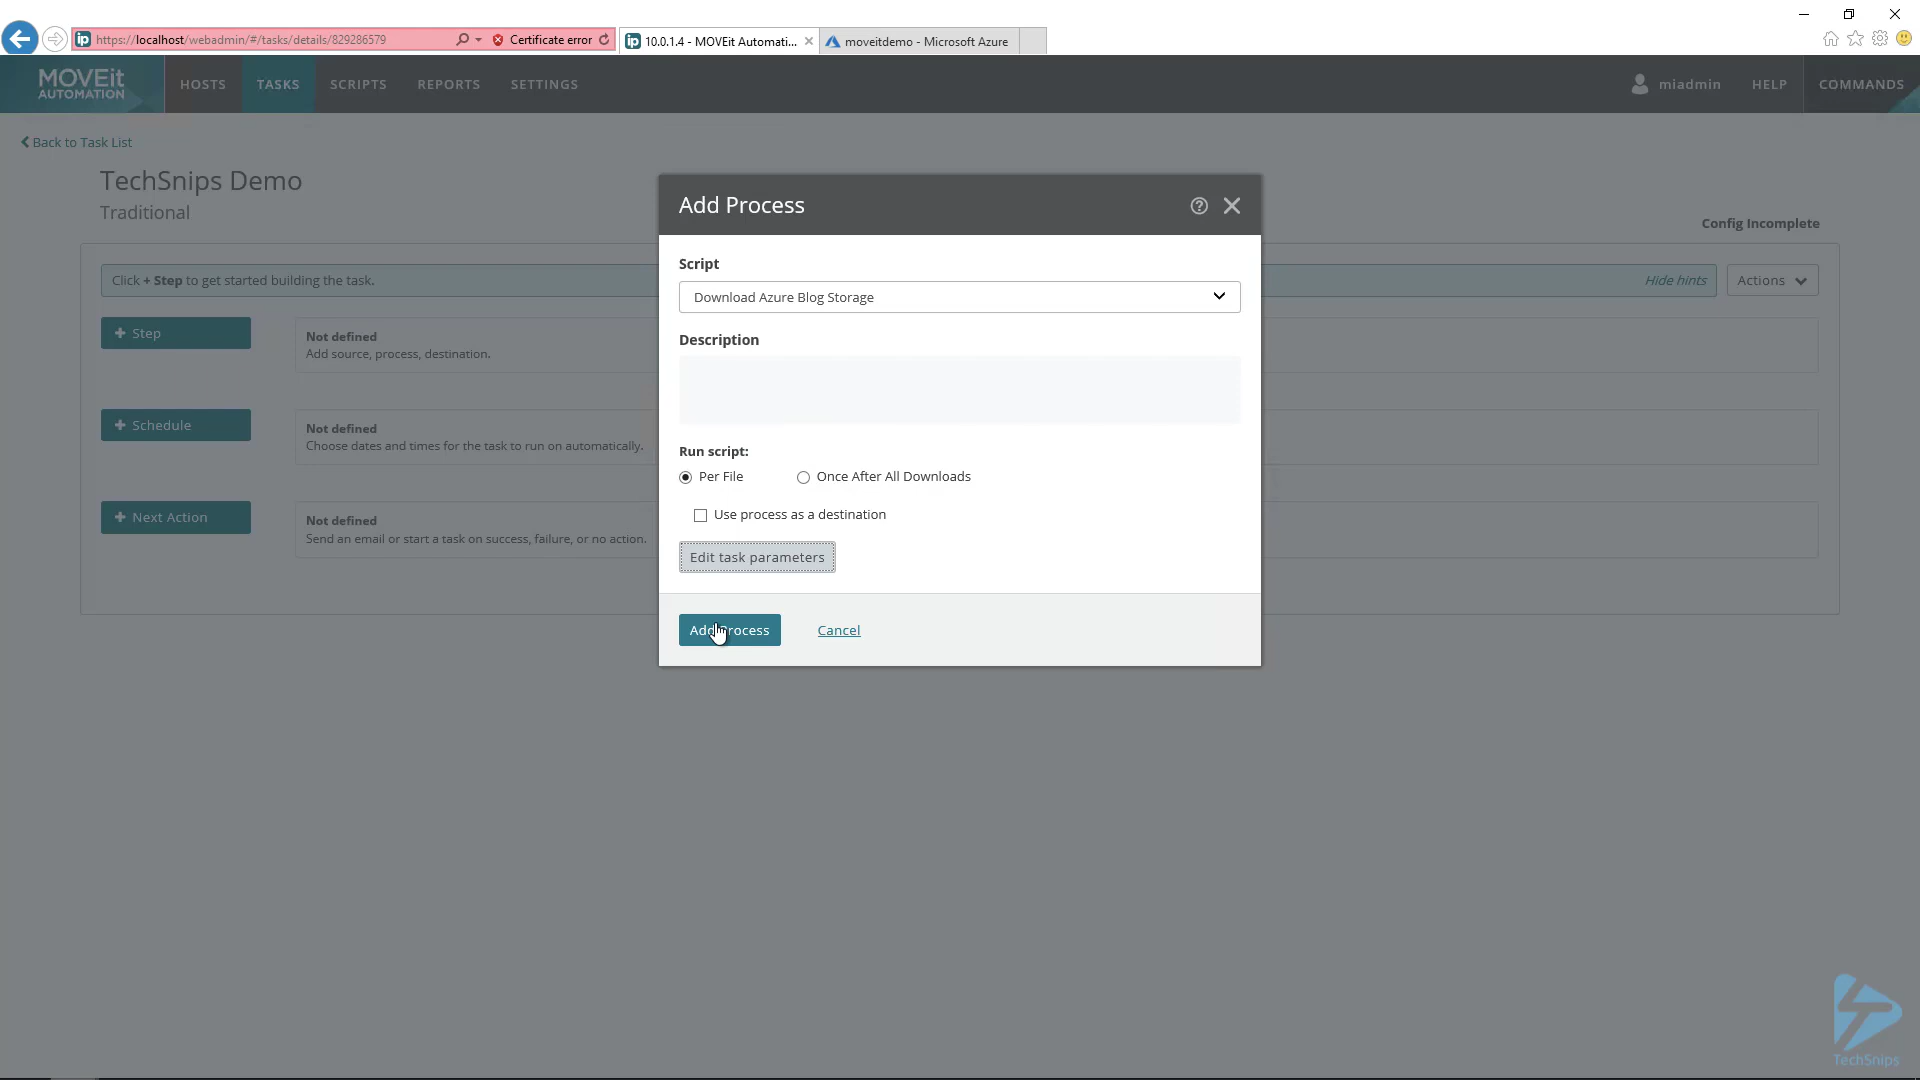 https://localhost/webadmin/#/tasks/details/829286579
Certificate error
10.0.1.4 - MOVEit Automati...
moveitdemo - Microsoft Azure
MOVEit
AUTOMATION
HOSTS
TASKS
SCRIPTS
REPORTS
SETTINGS
miadmin
HELP
COMMANDS
Back to Task List
TechSnips Demo
Traditional
Config Incomplete
Click + Step to get started building the task.
Hide hints
Actions
+ Step
Not defined
Add source, process, destination.
+ Schedule
Not defined
Choose dates and times for the task to run on automatically.
+ Next Action
Not defined
Send an email or start a task on success, failure, or no action.
Add Process
Script
Download Azure Blog Storage
Description
Run script:
Per File
Once After All Downloads
Use process as a destination
Edit task parameters
Add Process
Cancel
TechSnips